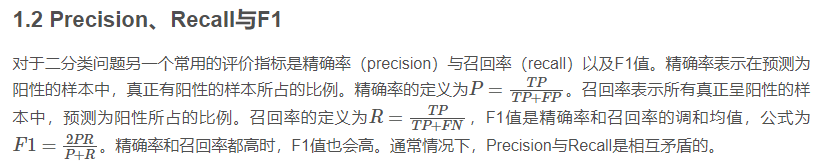 1.2 Precision、Recall与F1
对于二分类问题另一个常用的评价指标是精确率（precision）与召回率（recall）以及F1值。精确率表示在预测为
阳性的样本中，真正有阳性的样本所占的比例。精确率的定义为P = TP/(TP+FP)。召回率表示所有真正呈阳性的样
本中，预测为阳性所占的比例。召回率的定义为R = TP/(TP+FN)，F1值是精确率和召回率的调和均值，公式为
F1 = 2PR/(P+R)。精确率和召回率都高时，F1值也会高。通常情况下，Precision与Recall是相互矛盾的。